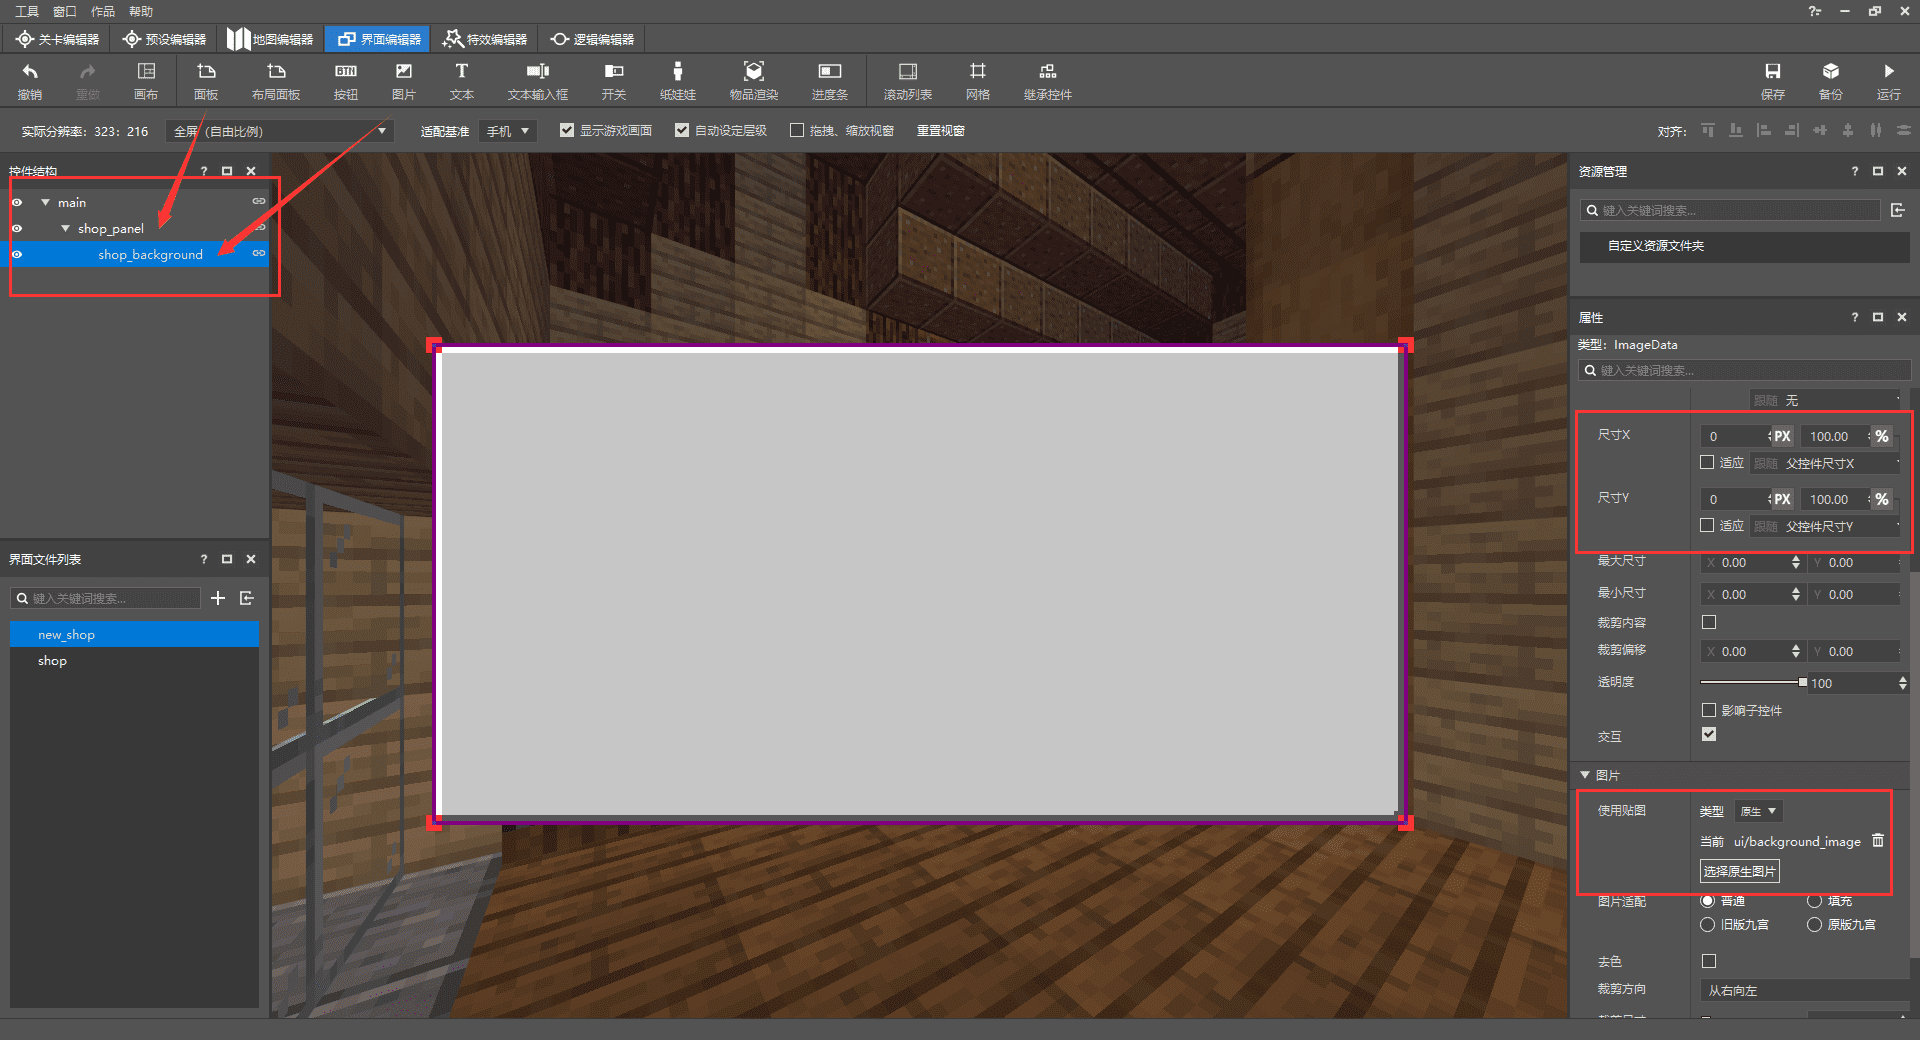 工具 窗口 作品 帮助
关卡编辑器 预设编辑器 地图编辑器 界面编辑器 特效编辑器 逻辑编辑器
撤销 重做 画布 面板 布局面板 按钮 图片 文本 文本输入框 开关 纸娃娃 物品渲染 进度条 滚动列表 网格 继承控件 保存 备份 运行
实际分辨率：323：216 全屏（自由比例） 适配基准 手机 显示游戏画面 自动设定层级 拖拽、缩放视窗 重置视窗 对齐：
控件结构
main
shop_panel
shop_background
界面文件列表
键入关键词搜索...
new_shop
shop
资源管理
键入关键词搜索...
自定义资源文件夹
属性
类型：ImageData
键入关键词搜索...
跟随 无
尺寸X 0 PX 100.00 %
适应 跟随 父控件尺寸X
尺寸Y 0 PX 100.00 %
适应 跟随 父控件尺寸Y
最大尺寸 X 0.00 Y 0.00
最小尺寸 X 0.00 Y 0.00
裁剪内容
裁剪偏移 X 0.00 Y 0.00
透明度 100
影响子控件
交互
图片
使用贴图 类型 原生
当前 ui/background_image
选择原生图片
图片适配 普通 填充
旧版九宫 原版九宫
去色
裁剪方向 从右向左